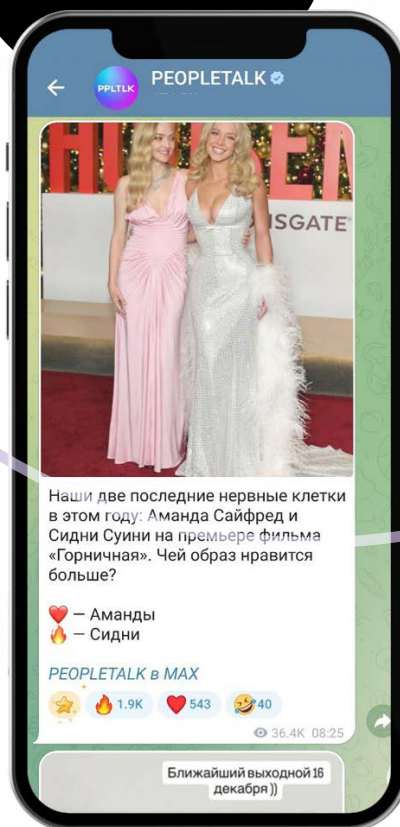 PPLTLK
PEOPLETALK
ISGATE
Наши две последние нервные клетки
в этом году: Аманда Сайфред и
Сидни Суини на премьере фильма
«Горничная». Чей образ нравится
больше?
❤️ — Аманды
🔥 — Сидни
PEOPLETALK в MAX
1.9K 543 40
36.4K 08:25
Ближайший выходной 16
декабря))